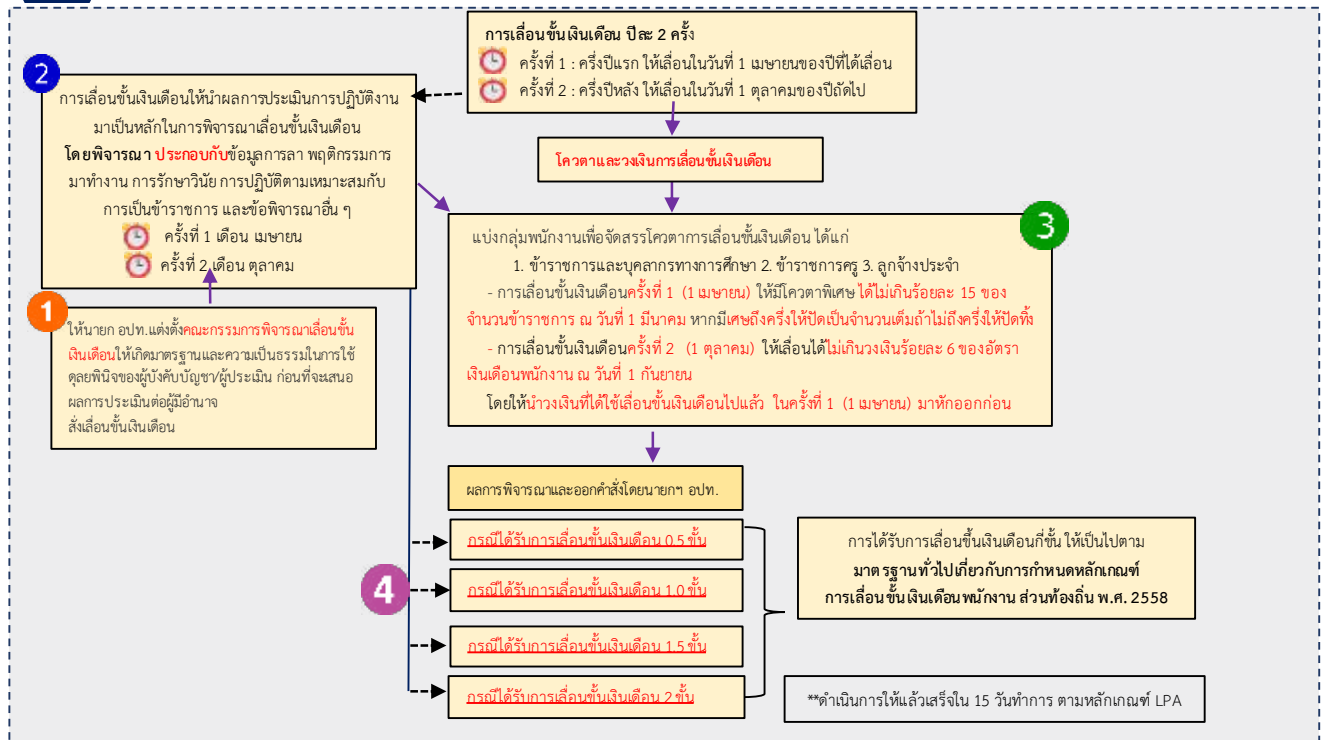 การเลื่อนขั้นเงินเดือน ปีละ 2 ครั้ง
ครั้งที่ 1 : ครึ่งปีแรก ให้เลื่อนในวันที่ 1 เมษายนของปีที่ได้เลื่อน
ครั้งที่ 2 : ครึ่งปีหลัง ให้เลื่อนในวันที่ 1 ตุลาคมของปีถัดไป
2
การเลื่อนขั้นเงินเดือนให้นำผลการประเมินการปฏิบัติงาน
มาเป็นหลักในการพิจารณาเลื่อนขั้นเงินเดือน
โดยพิจารณา ประกอบกับข้อมูลการลา พฤติกรรมการ
มาทำงาน การรักษาวินัย การปฏิบัติตามเหมาะสมกับ
การเป็นข้าราชการ และข้อพิจารณาอื่น ๆ
ครั้งที่ 1 เดือน เมษายน
ครั้งที่ 2 เดือน ตุลาคม
โควตาและวงเงินการเลื่อนขั้นเงินเดือน
3
แบ่งกลุ่มพนักงานเพื่อจัดสรรโควตาการเลื่อนขั้นเงินเดือน ได้แก่
1. ข้าราชการและบุคลากรทางการศึกษา 2. ข้าราชการครู 3. ลูกจ้างประจำ
- การเลื่อนขั้นเงินเดือนครั้งที่ 1 (1 เมษายน) ให้มีโควตาพิเศษ ได้ไม่เกินร้อยละ 15 ของ
จำนวนข้าราชการ ณ วันที่ 1 มีนาคม หากมีเศษถึงครึ่งให้ปัดเป็นจำนวนเต็มถ้าไม่ถึงครึ่งให้ปัดทิ้ง
- การเลื่อนขั้นเงินเดือนครั้งที่ 2 (1 ตุลาคม) ให้เลื่อนได้ไม่เกินวงเงินร้อยละ 6 ของอัตรา
เงินเดือนพนักงาน ณ วันที่ 1 กันยายน
โดยให้นำวงเงินที่ได้ใช้เลื่อนขั้นเงินเดือนไปแล้ว ในครั้งที่ 1 (1 เมษายน) มาหักออกก่อน
1
ให้นายก อปท.แต่งตั้งคณะกรรมการพิจารณาเลื่อนขั้น
เงินเดือนให้เกิดมาตรฐานและความเป็นธรรมในการใช้
ดุลยพินิจของผู้บังคับบัญชา/ผู้ประเมิน ก่อนที่จะเสนอ
ผลการประเมินต่อผู้มีอำนาจ
สั่งเลื่อนขั้นเงินเดือน
ผลการพิจารณาและออกคำสั่งโดยนายกฯ อปท.
4
กรณีได้รับการเลื่อนขั้นเงินเดือน 0.5 ขั้น
กรณีได้รับการเลื่อนขั้นเงินเดือน 1.0 ขั้น
กรณีได้รับการเลื่อนขั้นเงินเดือน 1.5 ขั้น
กรณีได้รับการเลื่อนขั้นเงินเดือน 2 ขั้น
การได้รับการเลื่อนขึ้นเงินเดือนกี่ขั้น ให้เป็นไปตาม
มาตรฐานทั่วไปเกี่ยวกับการกำหนดหลักเกณฑ์
การเลื่อนขั้นเงินเดือนพนักงาน ส่วนท้องถิ่น พ.ศ. 2558
**ดำเนินการให้แล้วเสร็จใน 15 วันทำการ ตามหลักเกณฑ์ LPA